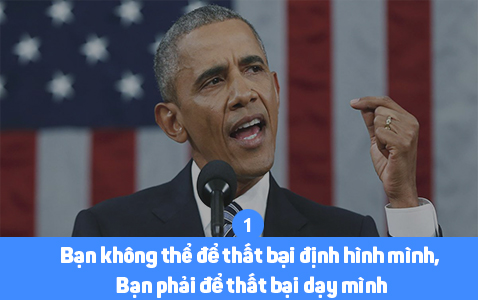 1
Bạn không thể để thất bại định hình mình,
Bạn phải để thất bại dạy mình